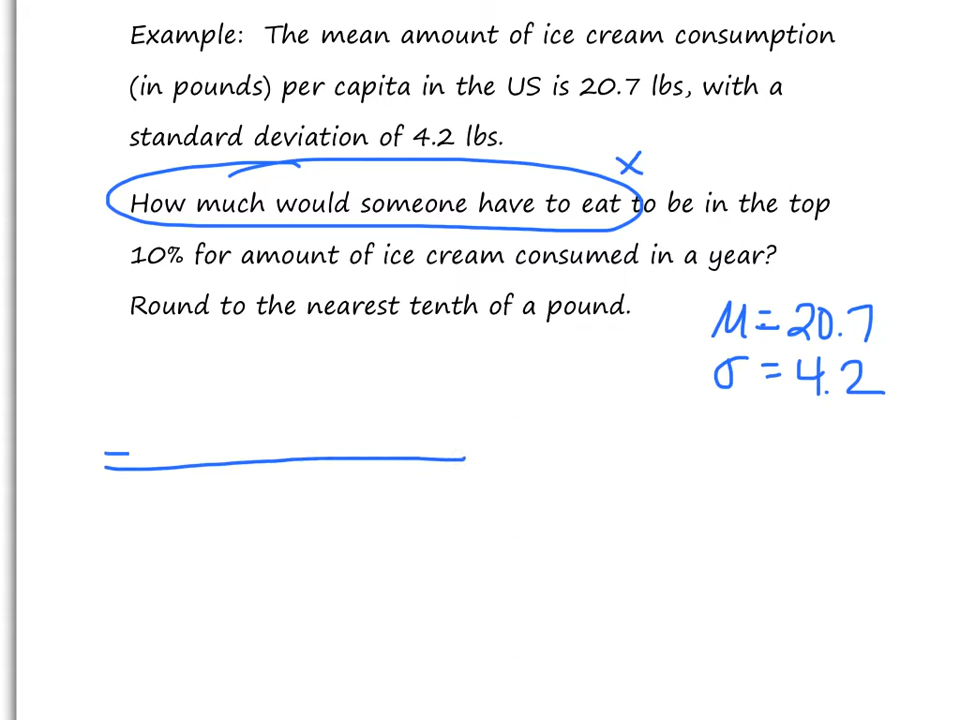 Example: The mean amount of ice cream consumption
(in pounds) per capita in the US is 20.7 lbs, with a
standard deviation of 4.2 lbs.
x
How much would someone have to eat to be in the top
10% for amount of ice cream consumed in a year?
Round to the nearest tenth of a pound.
μ = 20.7
σ = 4.2